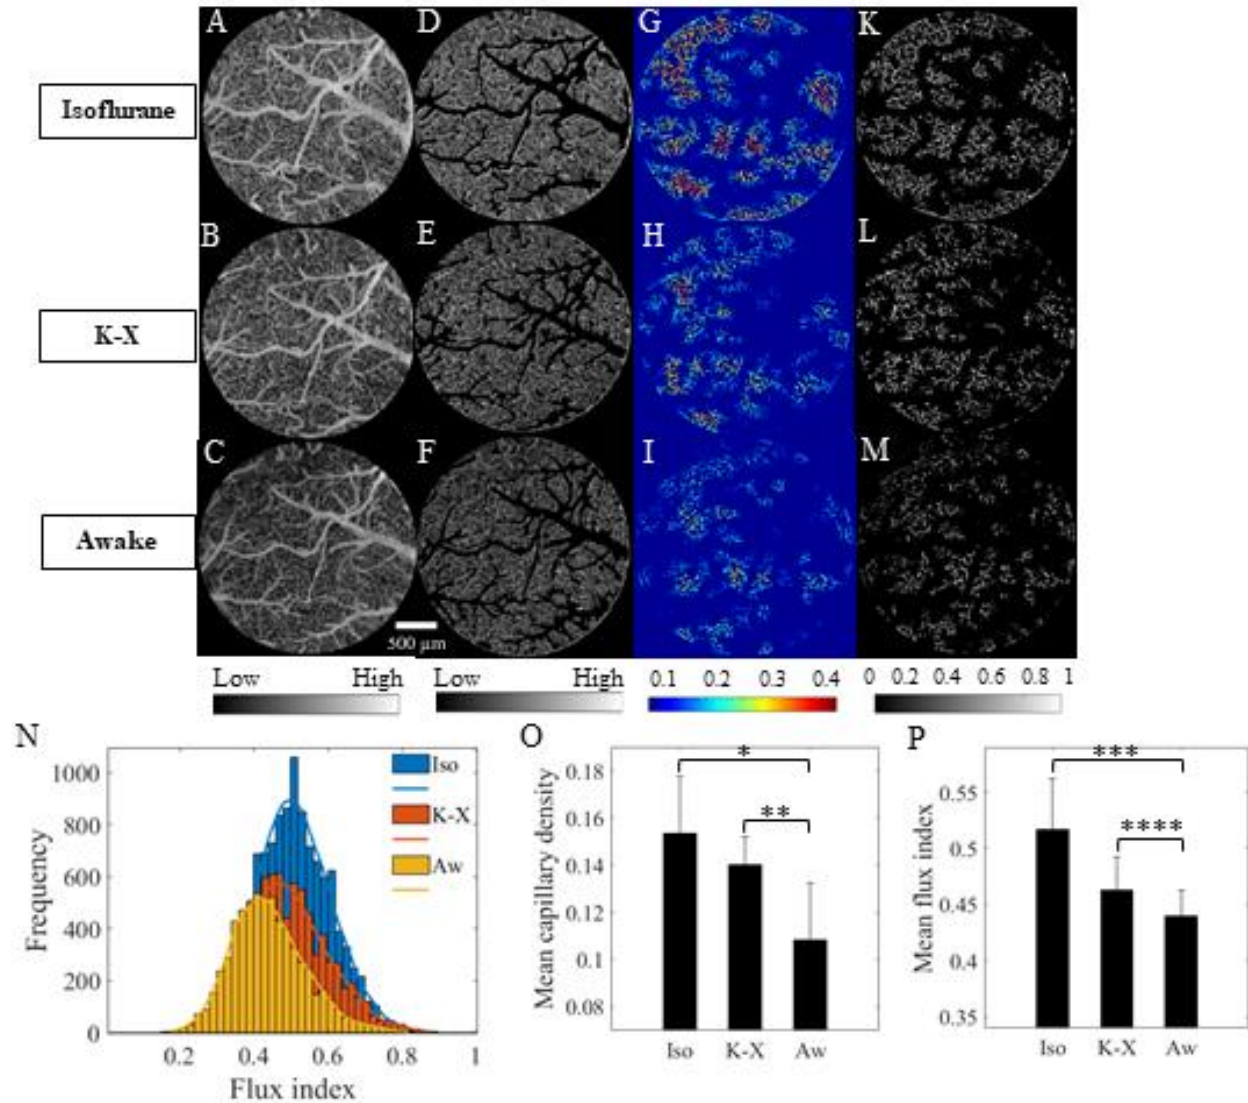 A D G K
Isoflurane
B E H L
K-X
C F I M
Awake
500 μm
Low High Low High 0.1 0.2 0.3 0.4 0 0.2 0.4 0.6 0.8 1
N O P
1000
800
600
400
200
0
Frequency
Iso
K-X
Aw
0.2 0.4 0.6 0.8 1
Flux index
Mean capillary density
0.18
0.16
0.14
0.12
0.1
0.08
*
**
Iso K-X Aw
Mean flux index
0.55
0.5
0.45
0.4
0.35
***
****
Iso K-X Aw